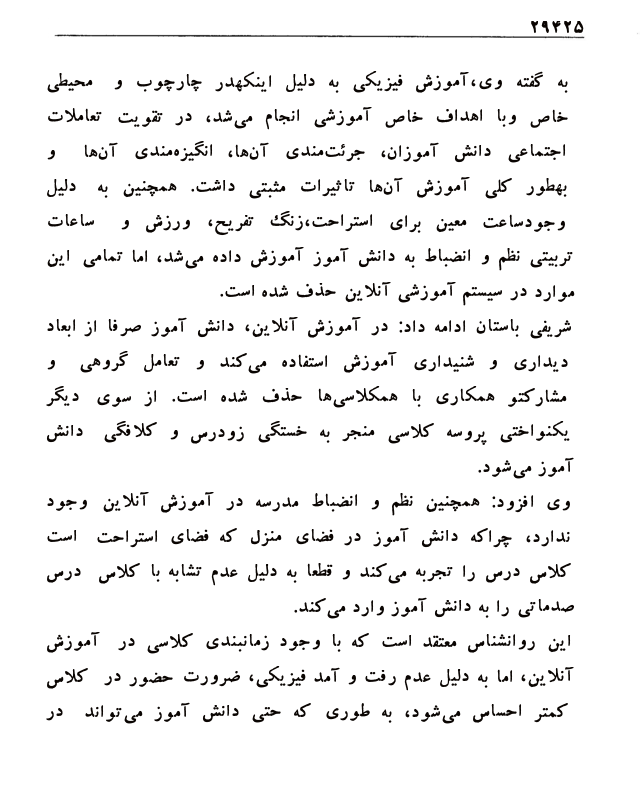 ۲۹۴۲۵
به گفته وی،آموزش فیزیکی به دلیل اینکهدر چارچوب و محیطی
خاص وبا اهداف خاص آموزشی انجام می‌شد، در تقویت تعاملات
اجتماعی دانش آموزان، جرئت‌مندی آن‌ها، انگیزه‌مندی آن‌ها و
بهطور کلی آموزش آن‌ها تاثیرات مثبتی داشت. همچنین به دلیل
وجودساعت معین برای استراحت،زنگ تفریح، ورزش و ساعات
تربیتی نظم و انضباط به دانش آموز آموزش داده می‌شد، اما تمامی این
موارد در سیستم آموزشی آنلاین حذف شده است.
شریفی باستان ادامه داد: در آموزش آنلاین، دانش آموز صرفا از ابعاد
دیداری و شنیداری آموزش استفاده می‌کند و تعامل گروهی و
مشارکتو همکاری با همکلاسی‌ها حذف شده است. از سوی دیگر
یکنواختی پروسه کلاسی منجر به خستگی زودرس و کلافگی دانش
آموز می‌شود.
وی افزود: همچنین نظم و انضباط مدرسه در آموزش آنلاین وجود
ندارد، چراکه دانش آموز در فضای منزل که فضای استراحت است
کلاس درس را تجربه می‌کند و قطعا به دلیل عدم تشابه با کلاس درس
صدماتی را به دانش آموز وارد می‌کند.
این روانشناس معتقد است که با وجود زمانبندی کلاسی در آموزش
آنلاین، اما به دلیل عدم رفت و آمد فیزیکی، ضرورت حضور در کلاس
کمتر احساس می‌شود، به طوری که حتی دانش آموز می‌تواند در